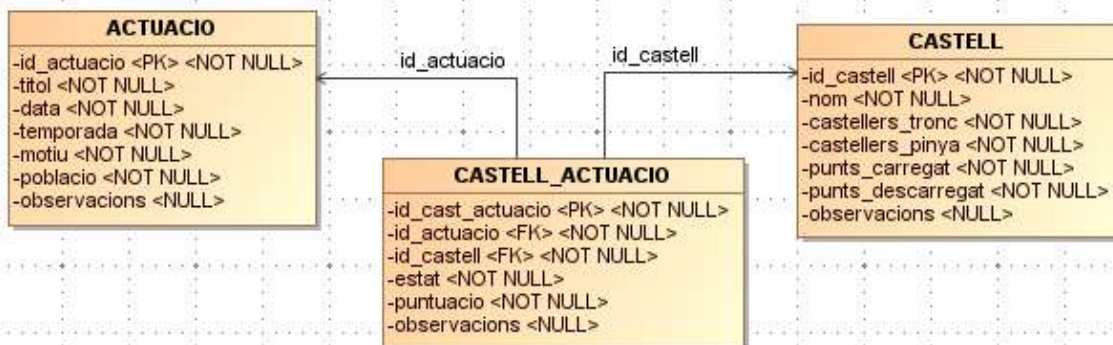 ACTUACIO
-id_actuacio <PK> <NOT NULL>
-titol <NOT NULL>
-data <NOT NULL>
-temporada <NOT NULL>
-motiu <NOT NULL>
-poblacio <NOT NULL>
-observacions <NULL>
id_actuacio
id_castell
CASTELL
-id_castell <PK> <NOT NULL>
-nom <NOT NULL>
-castellers_tronc <NOT NULL>
-castellers_pinya <NOT NULL>
-punts_carregat <NOT NULL>
-punts_descarregat <NOT NULL>
-observacions <NULL>
CASTELL_ACTUACIO
-id_cast_actuacio <PK> <NOT NULL>
-id_actuacio <FK> <NOT NULL>
-id_castell <FK> <NOT NULL>
-estat <NOT NULL>
-puntuacio <NOT NULL>
-observacions <NULL>